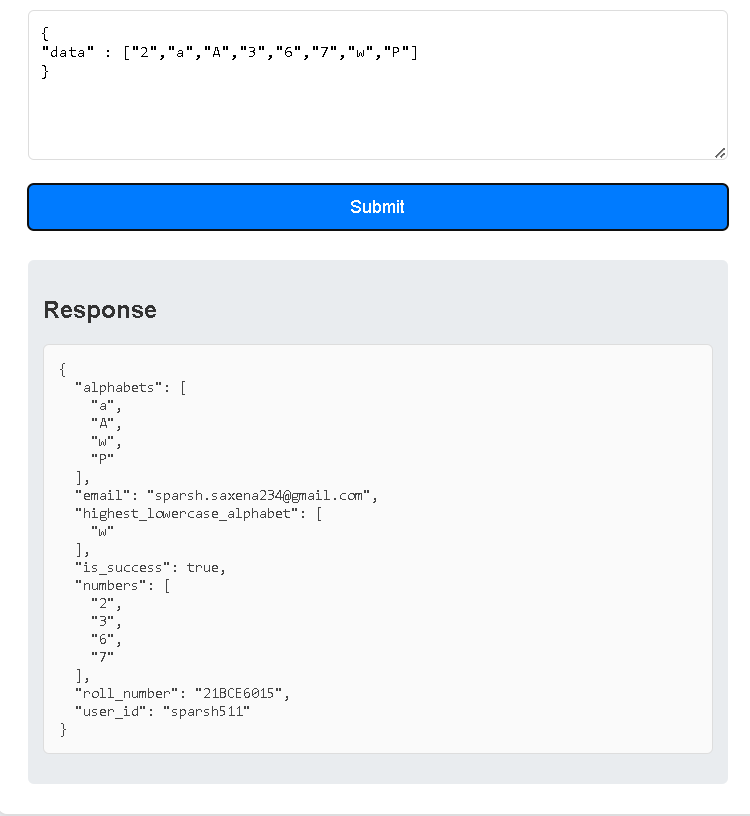 {
"data" : ["2","a","A","3","6","7","w","P"]
}
Submit
Response
{
  "alphabets": [
    "a",
    "A",
    "w",
    "P"
  ],
  "email": "sparsh.saxena234@gmail.com",
  "highest_lowercase_alphabet": [
    "w"
  ],
  "is_success": true,
  "numbers": [
    "2",
    "3",
    "6",
    "7"
  ],
  "roll_number": "21BCE6015",
  "user_id": "sparsh511"
}